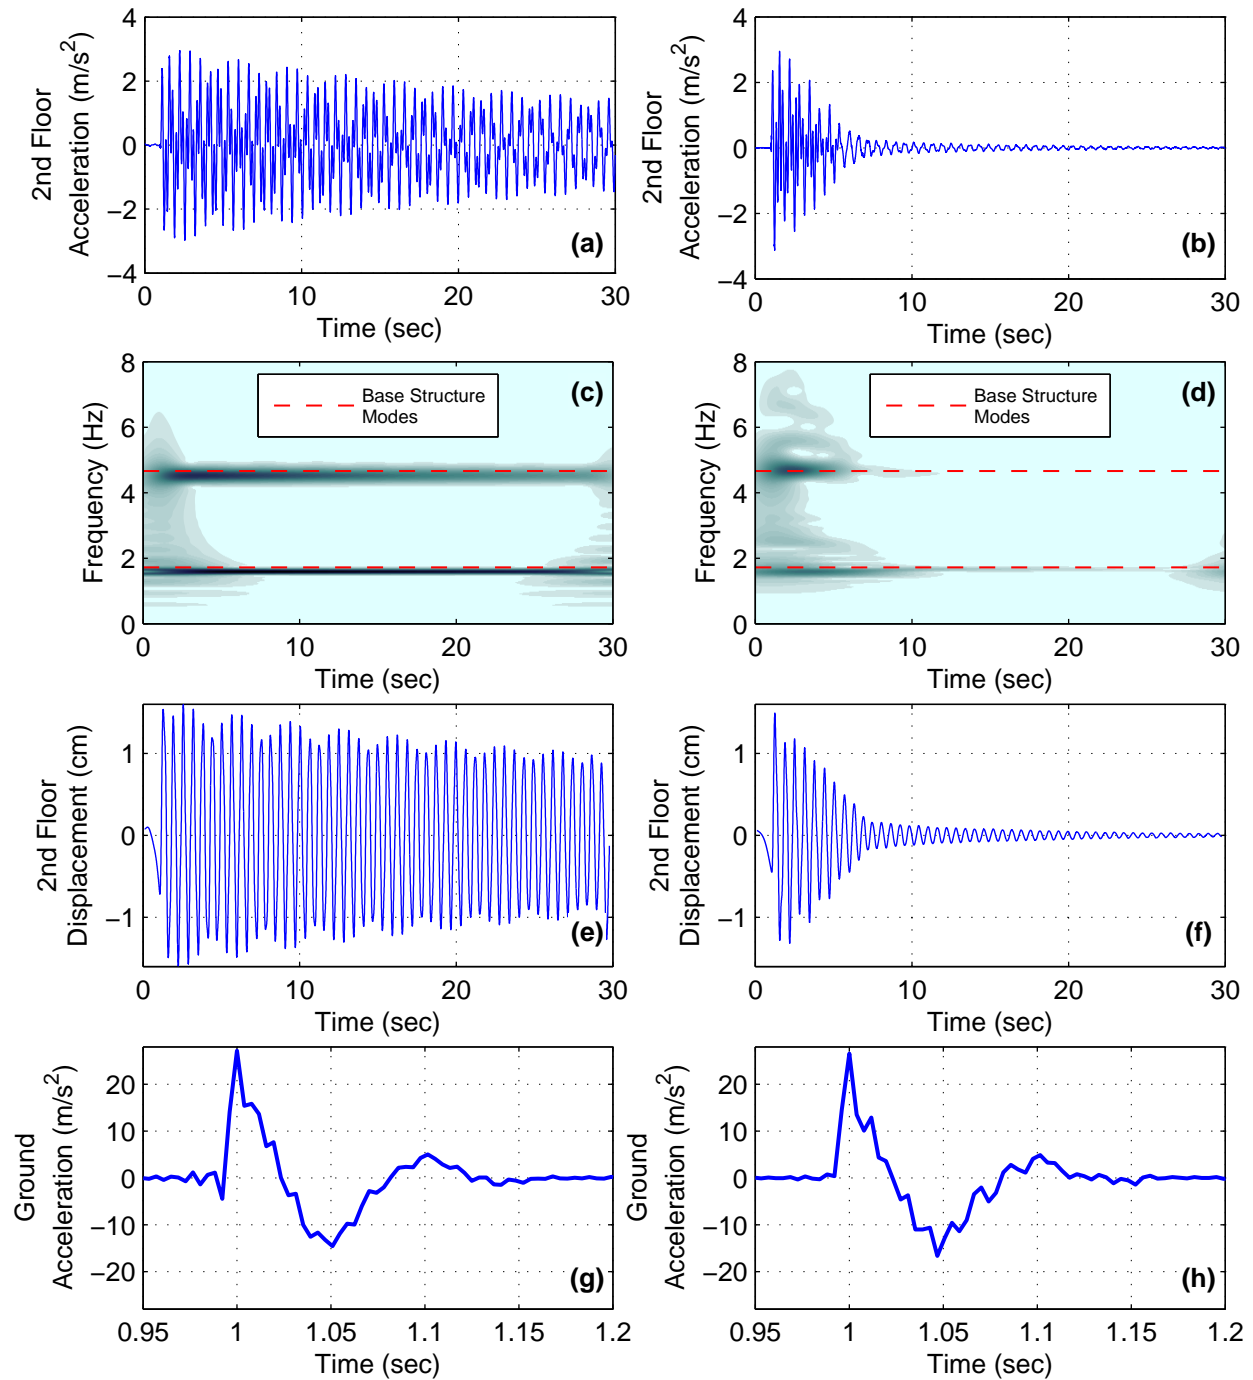 4
2
0
−2
−4
2nd Floor
Acceleration (m/s2)
(a)
0
10
20
30
Time (sec)
4
2
0
−2
−4
2nd Floor
Acceleration (m/s2)
(b)
0
10
20
30
Time (sec)
8
6
4
2
0
Frequency (Hz)
Base Structure
Modes
(c)
0
10
20
30
Time (sec)
8
6
4
2
0
Frequency (Hz)
Base Structure
Modes
(d)
0
10
20
30
Time (sec)
1
0
−1
2nd Floor
Displacement (cm)
(e)
0
10
20
30
Time (sec)
1
0
−1
2nd Floor
Displacement (cm)
(f)
0
10
20
30
Time (sec)
20
10
0
−10
−20
Ground
Acceleration (m/s2)
(g)
0.95
1
1.05
1.1
1.15
1.2
Time (sec)
20
10
0
−10
−20
Ground
Acceleration (m/s2)
(h)
0.95
1
1.05
1.1
1.15
1.2
Time (sec)